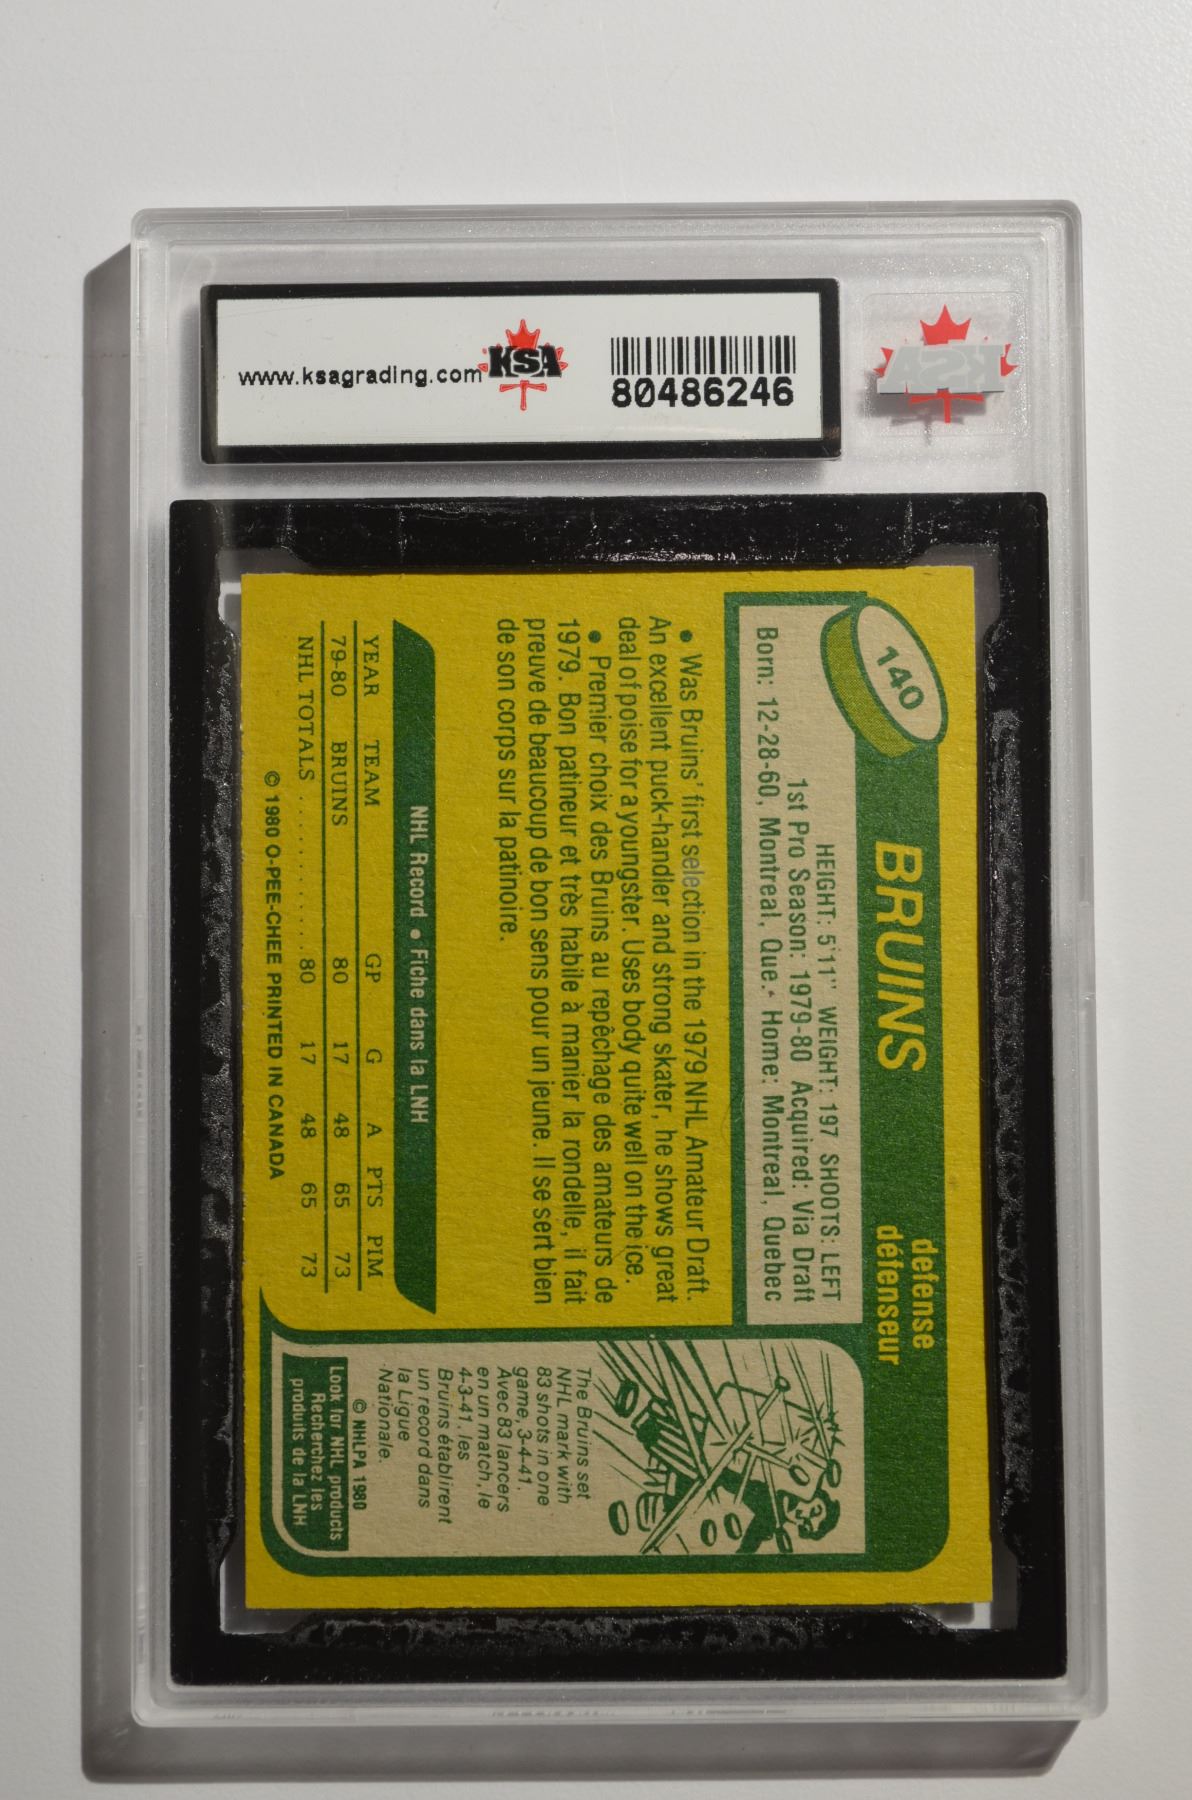 www.ksagrading.com
KSA
80486246
KSA
140
BRUINS
defense
défenseur
HEIGHT: 5'11" WEIGHT: 197 SHOOTS: LEFT
1st Pro Season: 1979-80 Acquired: Via Draft
Born: 12-28-60, Montreal, Que. • Home: Montreal, Quebec
• Was Bruins' first selection in the 1979 NHL Amateur Draft.
An excellent puck-handler and strong skater, he shows great
deal of poise for a youngster. Uses body quite well on the ice.
• Premier choix des Bruins au repêchage des amateurs de
1979. Bon patineur et très habile à manier la rondelle, il fait
preuve de beaucoup de bon sens pour un jeune. Il se sert bien
de son corps sur la patinoire.
NHL Record • Fiche dans la LNH
YEAR TEAM GP G A PTS PIM
79-80 BRUINS 80 17 48 65 73
NHL TOTALS . . . . . . . . . . . 80 17 48 65 73
© 1980 O-PEE-CHEE PRINTED IN CANADA
The Bruins set
NHL mark with
83 shots in one
game, 3-4-41.
Avec 83 lancers
en un match, le
4-3-41, les
Bruins établirent
un record dans
la Ligue
Nationale.
© NHLPA 1980
Look for NHL products
Recherchez les
produits de la LNH